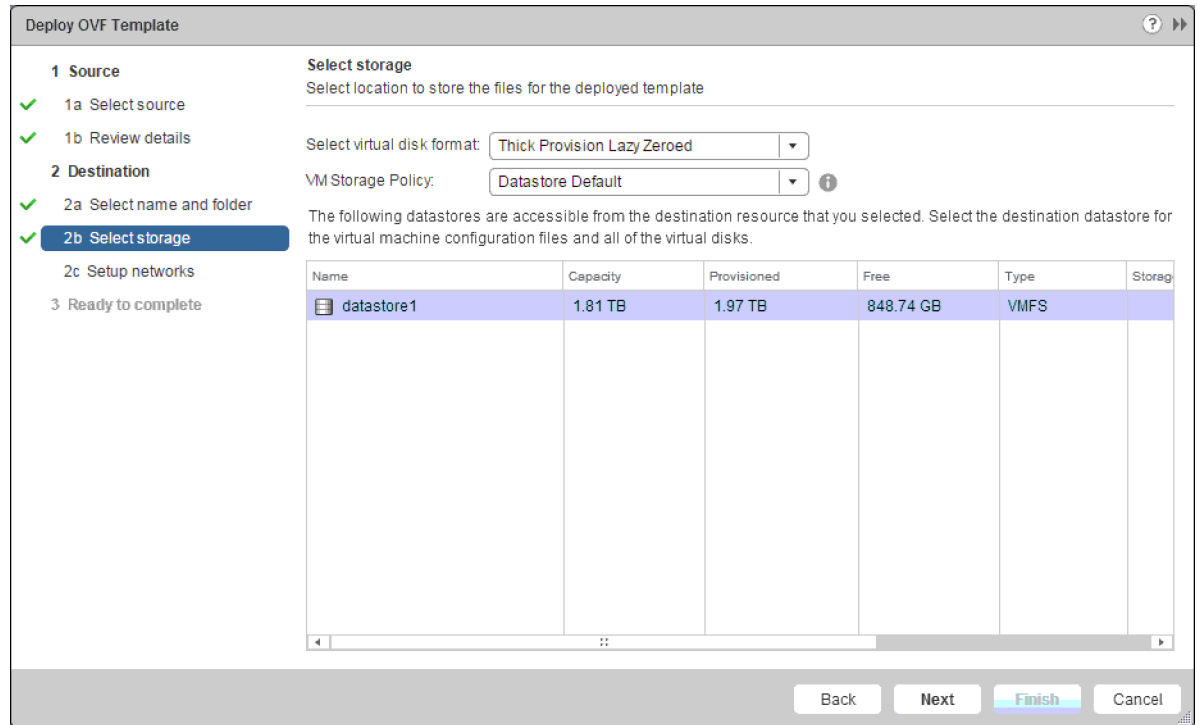 Deploy OVF Template
?
1 Source
1a Select source
1b Review details
2 Destination
2a Select name and folder
2b Select storage
2c Setup networks
3 Ready to complete
Select storage
Select location to store the files for the deployed template
Select virtual disk format: Thick Provision Lazy Zeroed
VM Storage Policy: Datastore Default
The following datastores are accessible from the destination resource that you selected. Select the destination datastore for
the virtual machine configuration files and all of the virtual disks.
Name Capacity Provisioned Free Type Storag
datastore1 1.81 TB 1.97 TB 848.74 GB VMFS
Back Next Finish Cancel